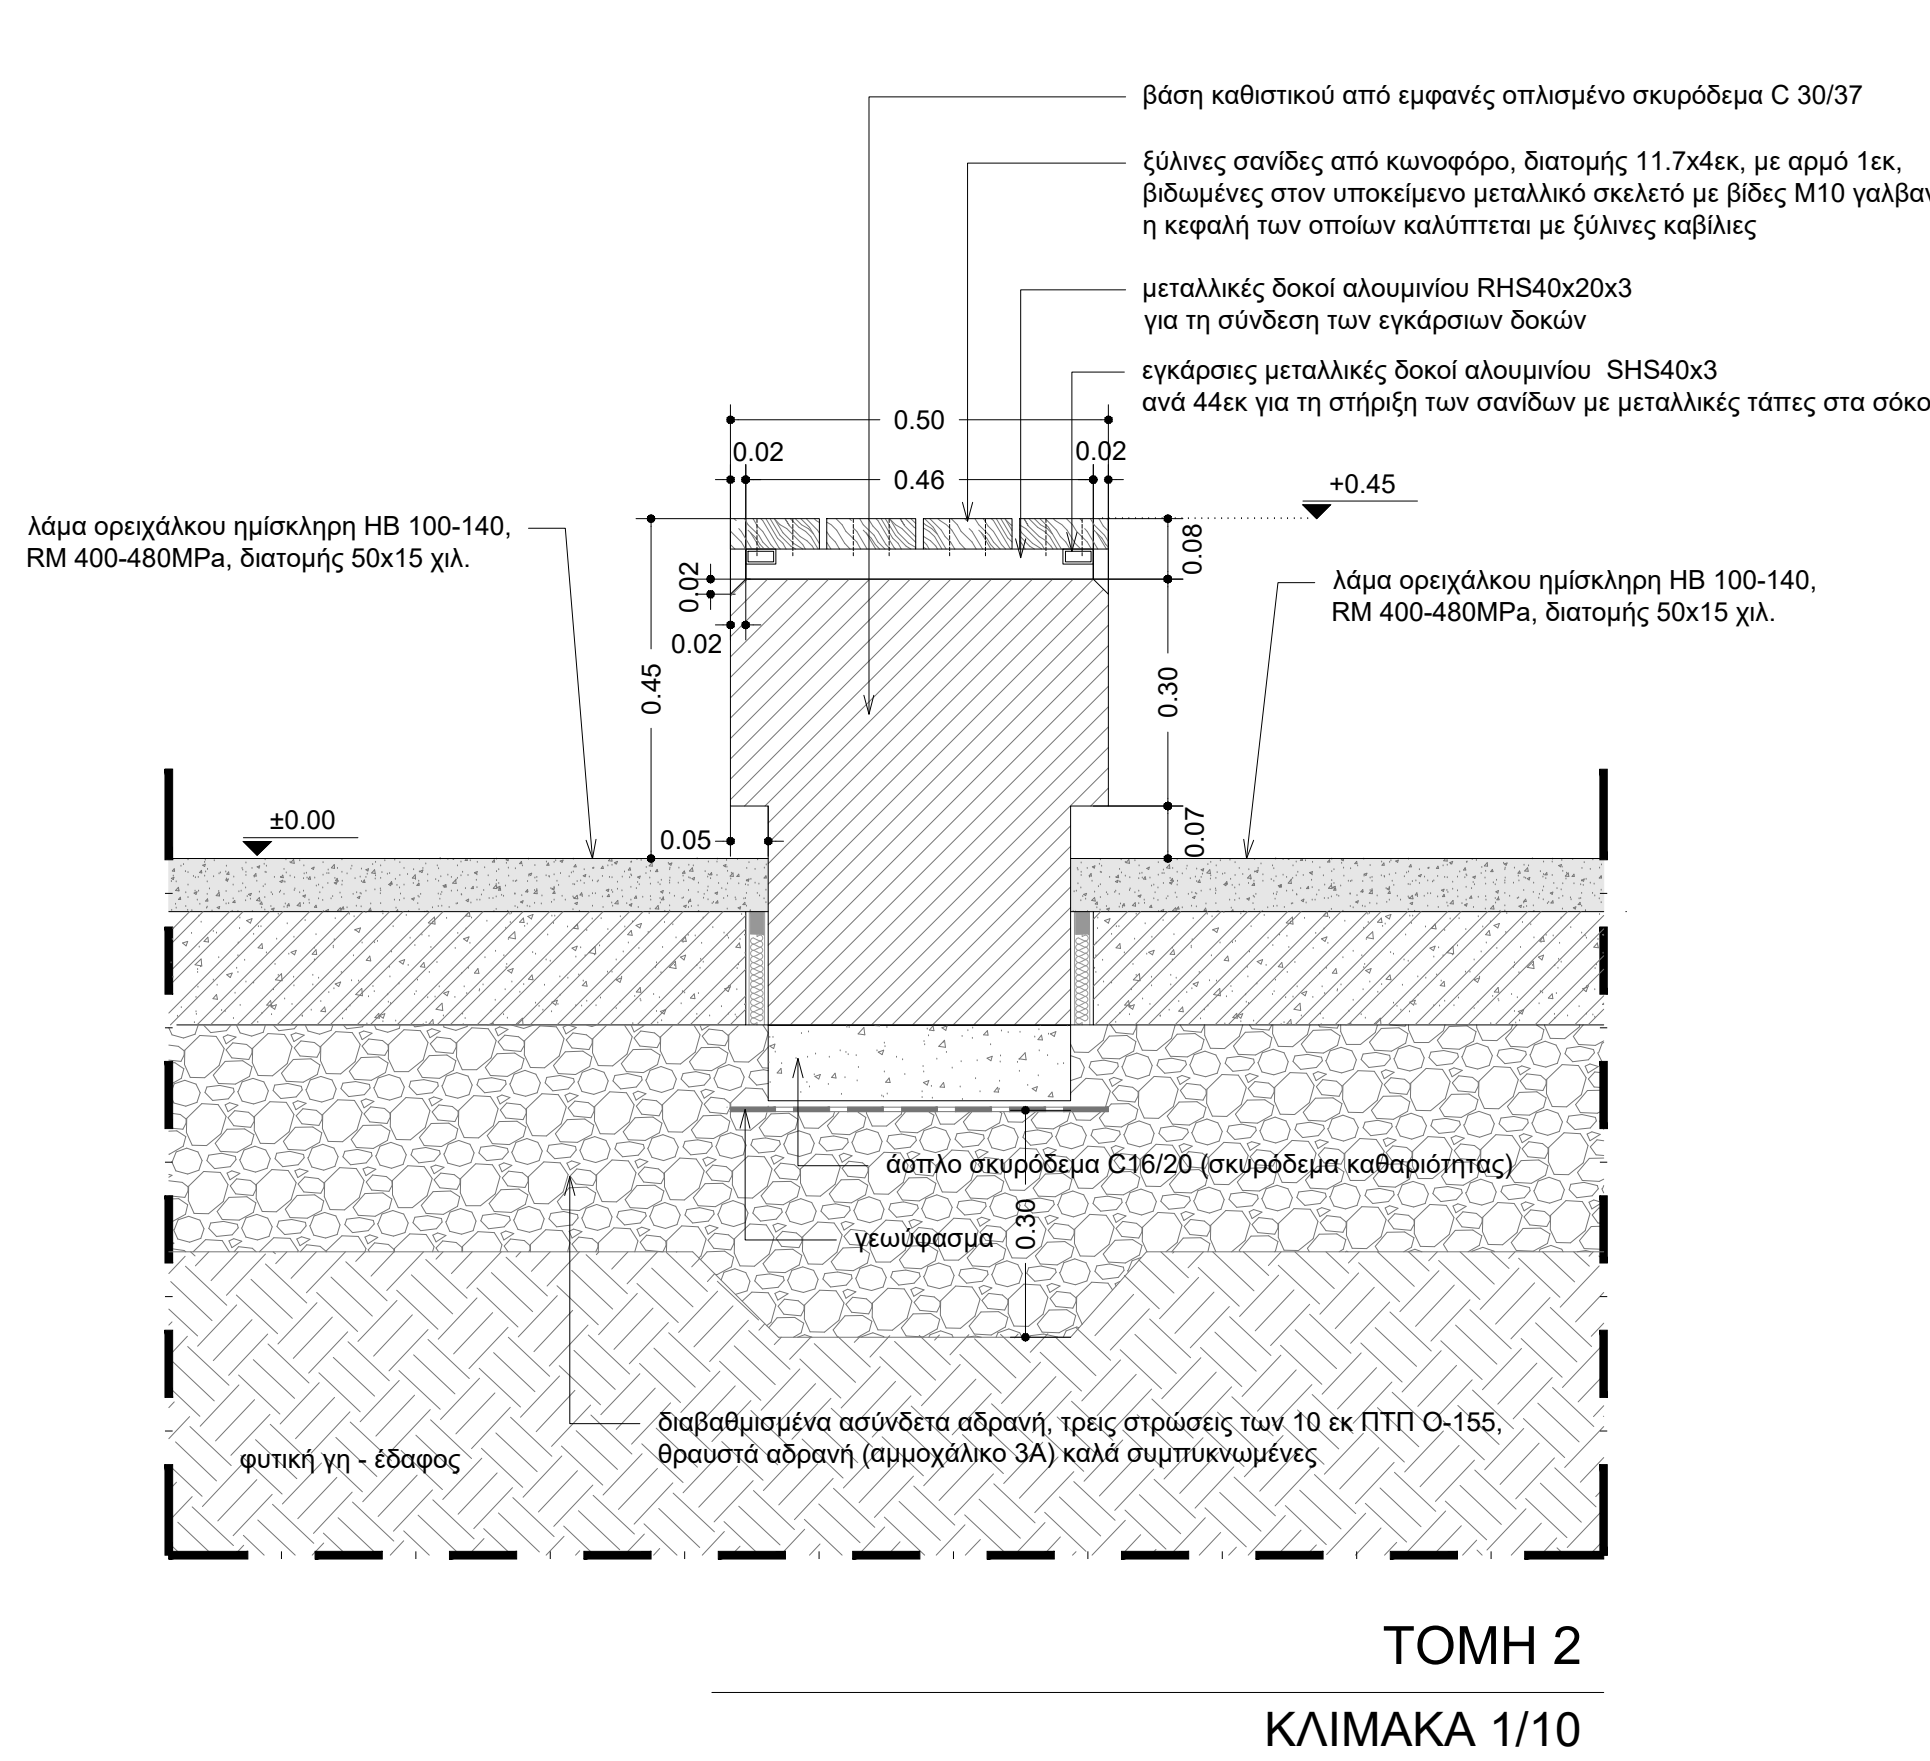 βάση καθιστικού από εμφανές οπλισμένο σκυρόδεμα C 30/37
ξύλινες σανίδες από κωνοφόρο, διατομής 11.7x4εκ, με αρμό 1εκ,
βιδωμένες στον υποκείμενο μεταλλικό σκελετό με βίδες M10
η κεφαλή των οποίων καλύπτεται με ξύλινες καβίλιες
μεταλλικές δοκοί αλουμινίου RHS40x20x3
για τη σύνδεση των εγκάρσιων δοκών
εγκάρσιες μεταλλικές δοκοί αλουμινίου SHS40x3
ανά 44εκ για τη στήριξη των σανίδων με μεταλλικές τάπες στα
0.50
0.02
0.02
0.46
+0.45
λάμα ορειχάλκου ημίσκληρη HB 100-140,
RM 400-480MPa, διατομής 50x15 χιλ.
0.08
0.02
λάμα ορειχάλκου ημίσκληρη HB 100-140,
RM 400-480MPa, διατομής 50x15 χιλ.
0.02
0.45
0.30
±0.00
0.05
0.07
άοπλο σκυρόδεμα C16/20 (σκυρόδεμα καθαριότητας)
0.30
γεωύφασμα
διαβαθμισμένα ασύνδετα αδρανή, τρεις στρώσεις των 10 εκ ΠΤΠ Ο-155,
θραυστά αδρανή (αμμοχάλικο 3Α) καλά συμπυκνωμένες
φυτική γη - έδαφος
ΤΟΜΗ 2
ΚΛΙΜΑΚΑ 1/10